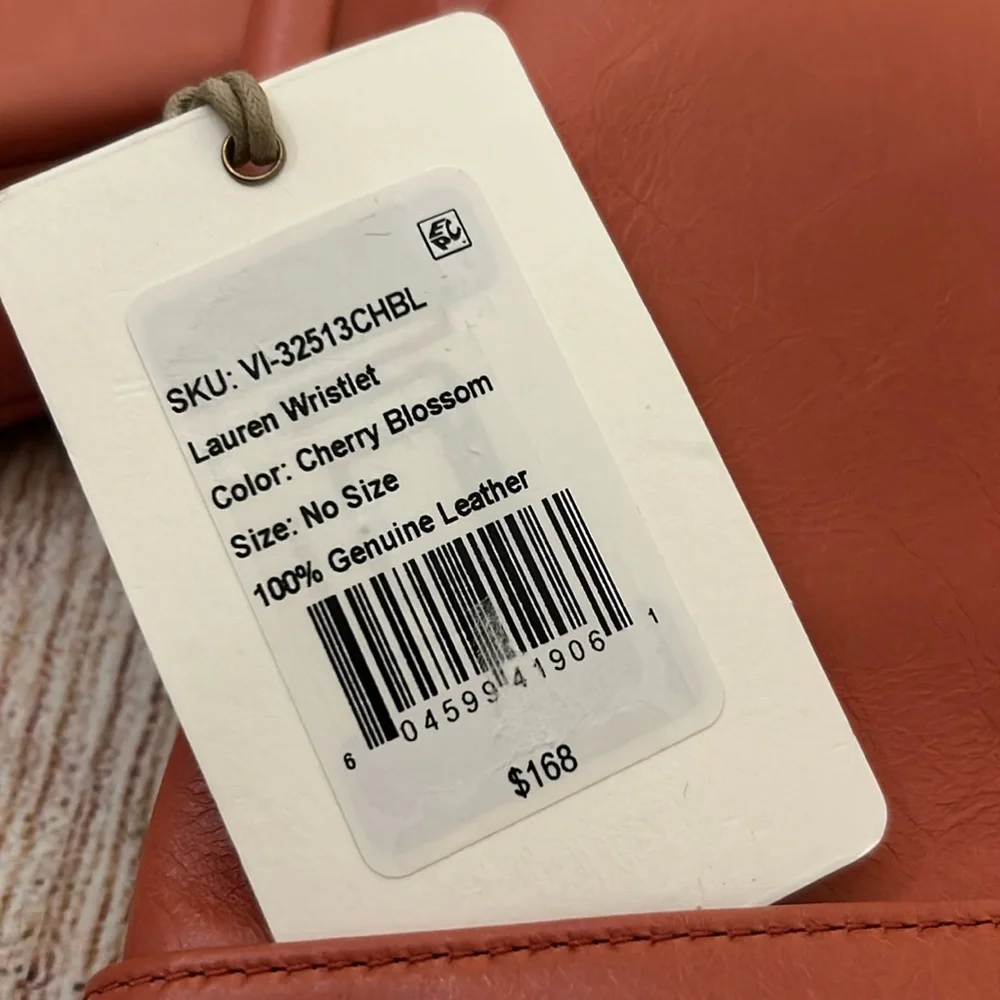 EPC
SKU: VI-32513CHBL
Lauren Wristlet
Color: Cherry Blossom
Size: No Size
100% Genuine Leather
6 04599 41906 1
$168